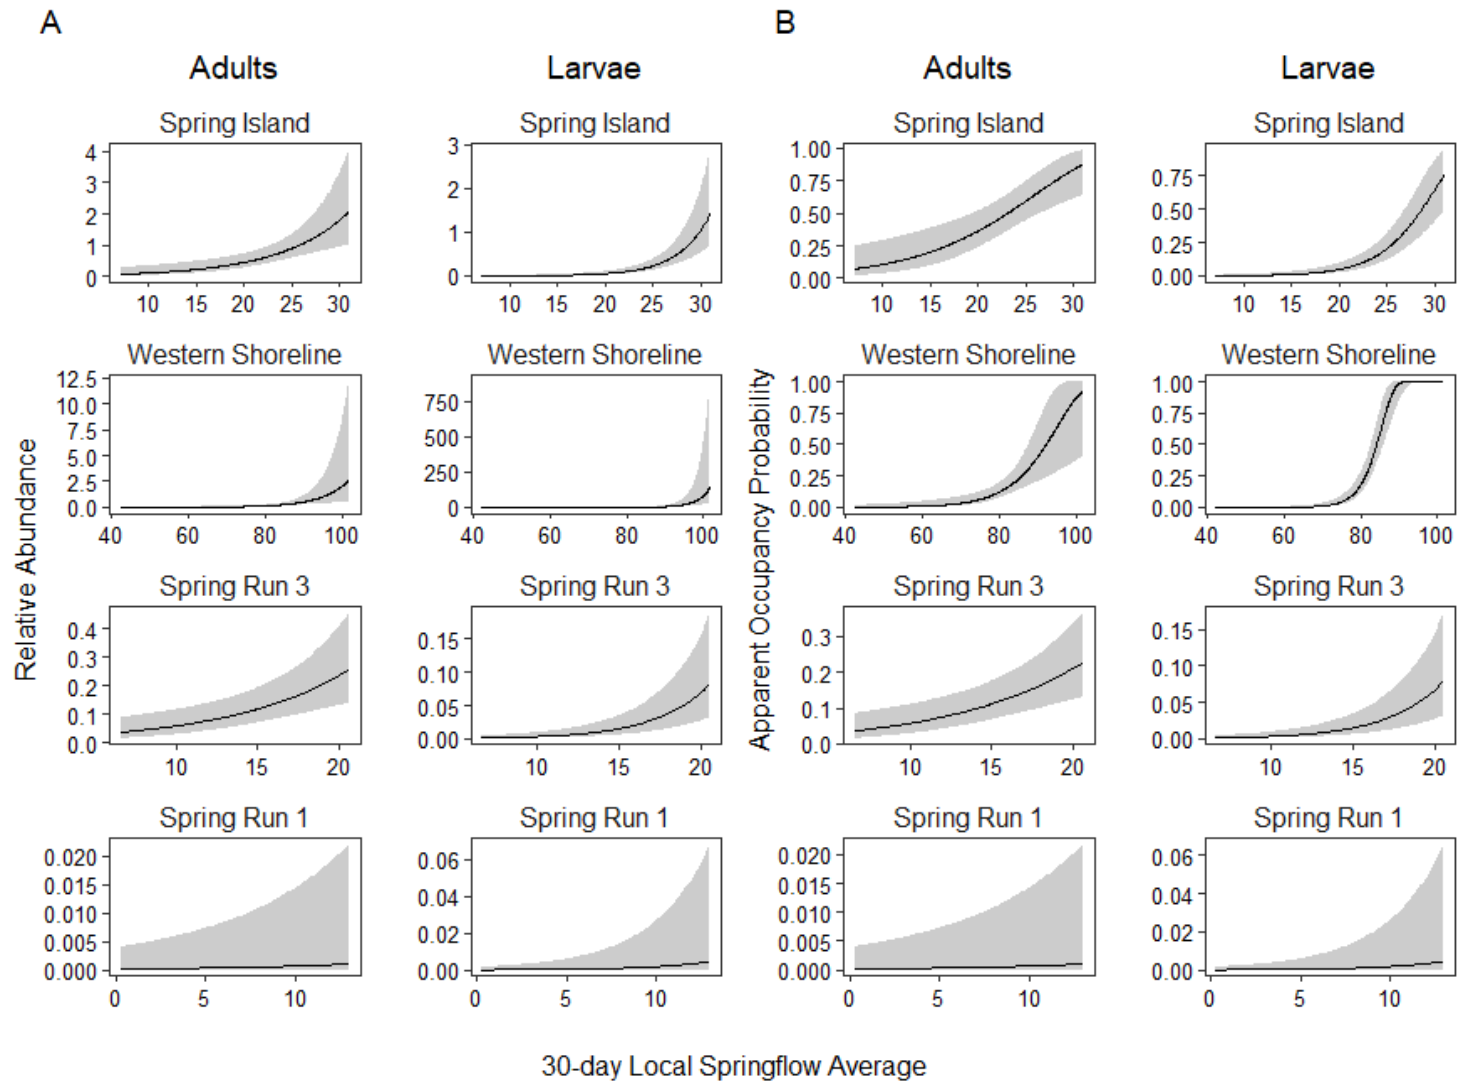 A B
Adults Larvae Adults Larvae
Spring Island Spring Island Spring Island Spring Island
4 3 2 1 0
3 2 1 0
1.00 0.75 0.50 0.25 0.00
0.75 0.50 0.25 0.00
10 15 20 25 30
10 15 20 25 30
10 15 20 25 30
10 15 20 25 30
Western Shoreline Western Shoreline Western Shoreline Western Shoreline
12.5 10.0 7.5 5.0 2.5 0.0
750 500 250 0
1.00 0.75 0.50 0.25 0.00
1.00 0.75 0.50 0.25 0.00
40 60 80 100
40 60 80 100
40 60 80 100
40 60 80 100
Relative Abundance
Apparent Occupancy Probability
Spring Run 3 Spring Run 3 Spring Run 3 Spring Run 3
0.4 0.3 0.2 0.1 0.0
0.15 0.10 0.05 0.00
0.3 0.2 0.1 0.0
0.15 0.10 0.05 0.00
10 15 20
10 15 20
10 15 20
10 15 20
Spring Run 1 Spring Run 1 Spring Run 1 Spring Run 1
0.020 0.015 0.010 0.005 0.000
0.06 0.04 0.02 0.00
0.020 0.015 0.010 0.005 0.000
0.06 0.04 0.02 0.00
0 5 10
0 5 10
0 5 10
0 5 10
30-day Local Springflow Average